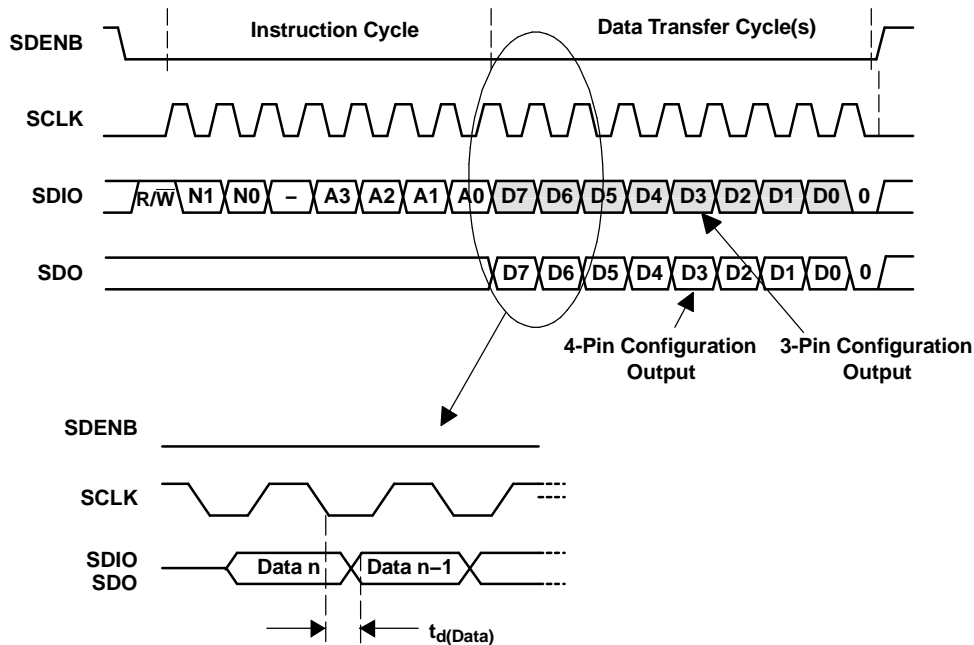 Instruction Cycle Data Transfer Cycle(s)
SDENB
SCLK
SDIO R/W̅ N1 N0 – A3 A2 A1 A0 D7 D6 D5 D4 D3 D2 D1 D0 0
SDO D7 D6 D5 D4 D3 D2 D1 D0 0
4-Pin Configuration
Output
3-Pin Configuration
Output
SDENB
SCLK
SDIO
SDO
Data n Data n–1
td(Data)